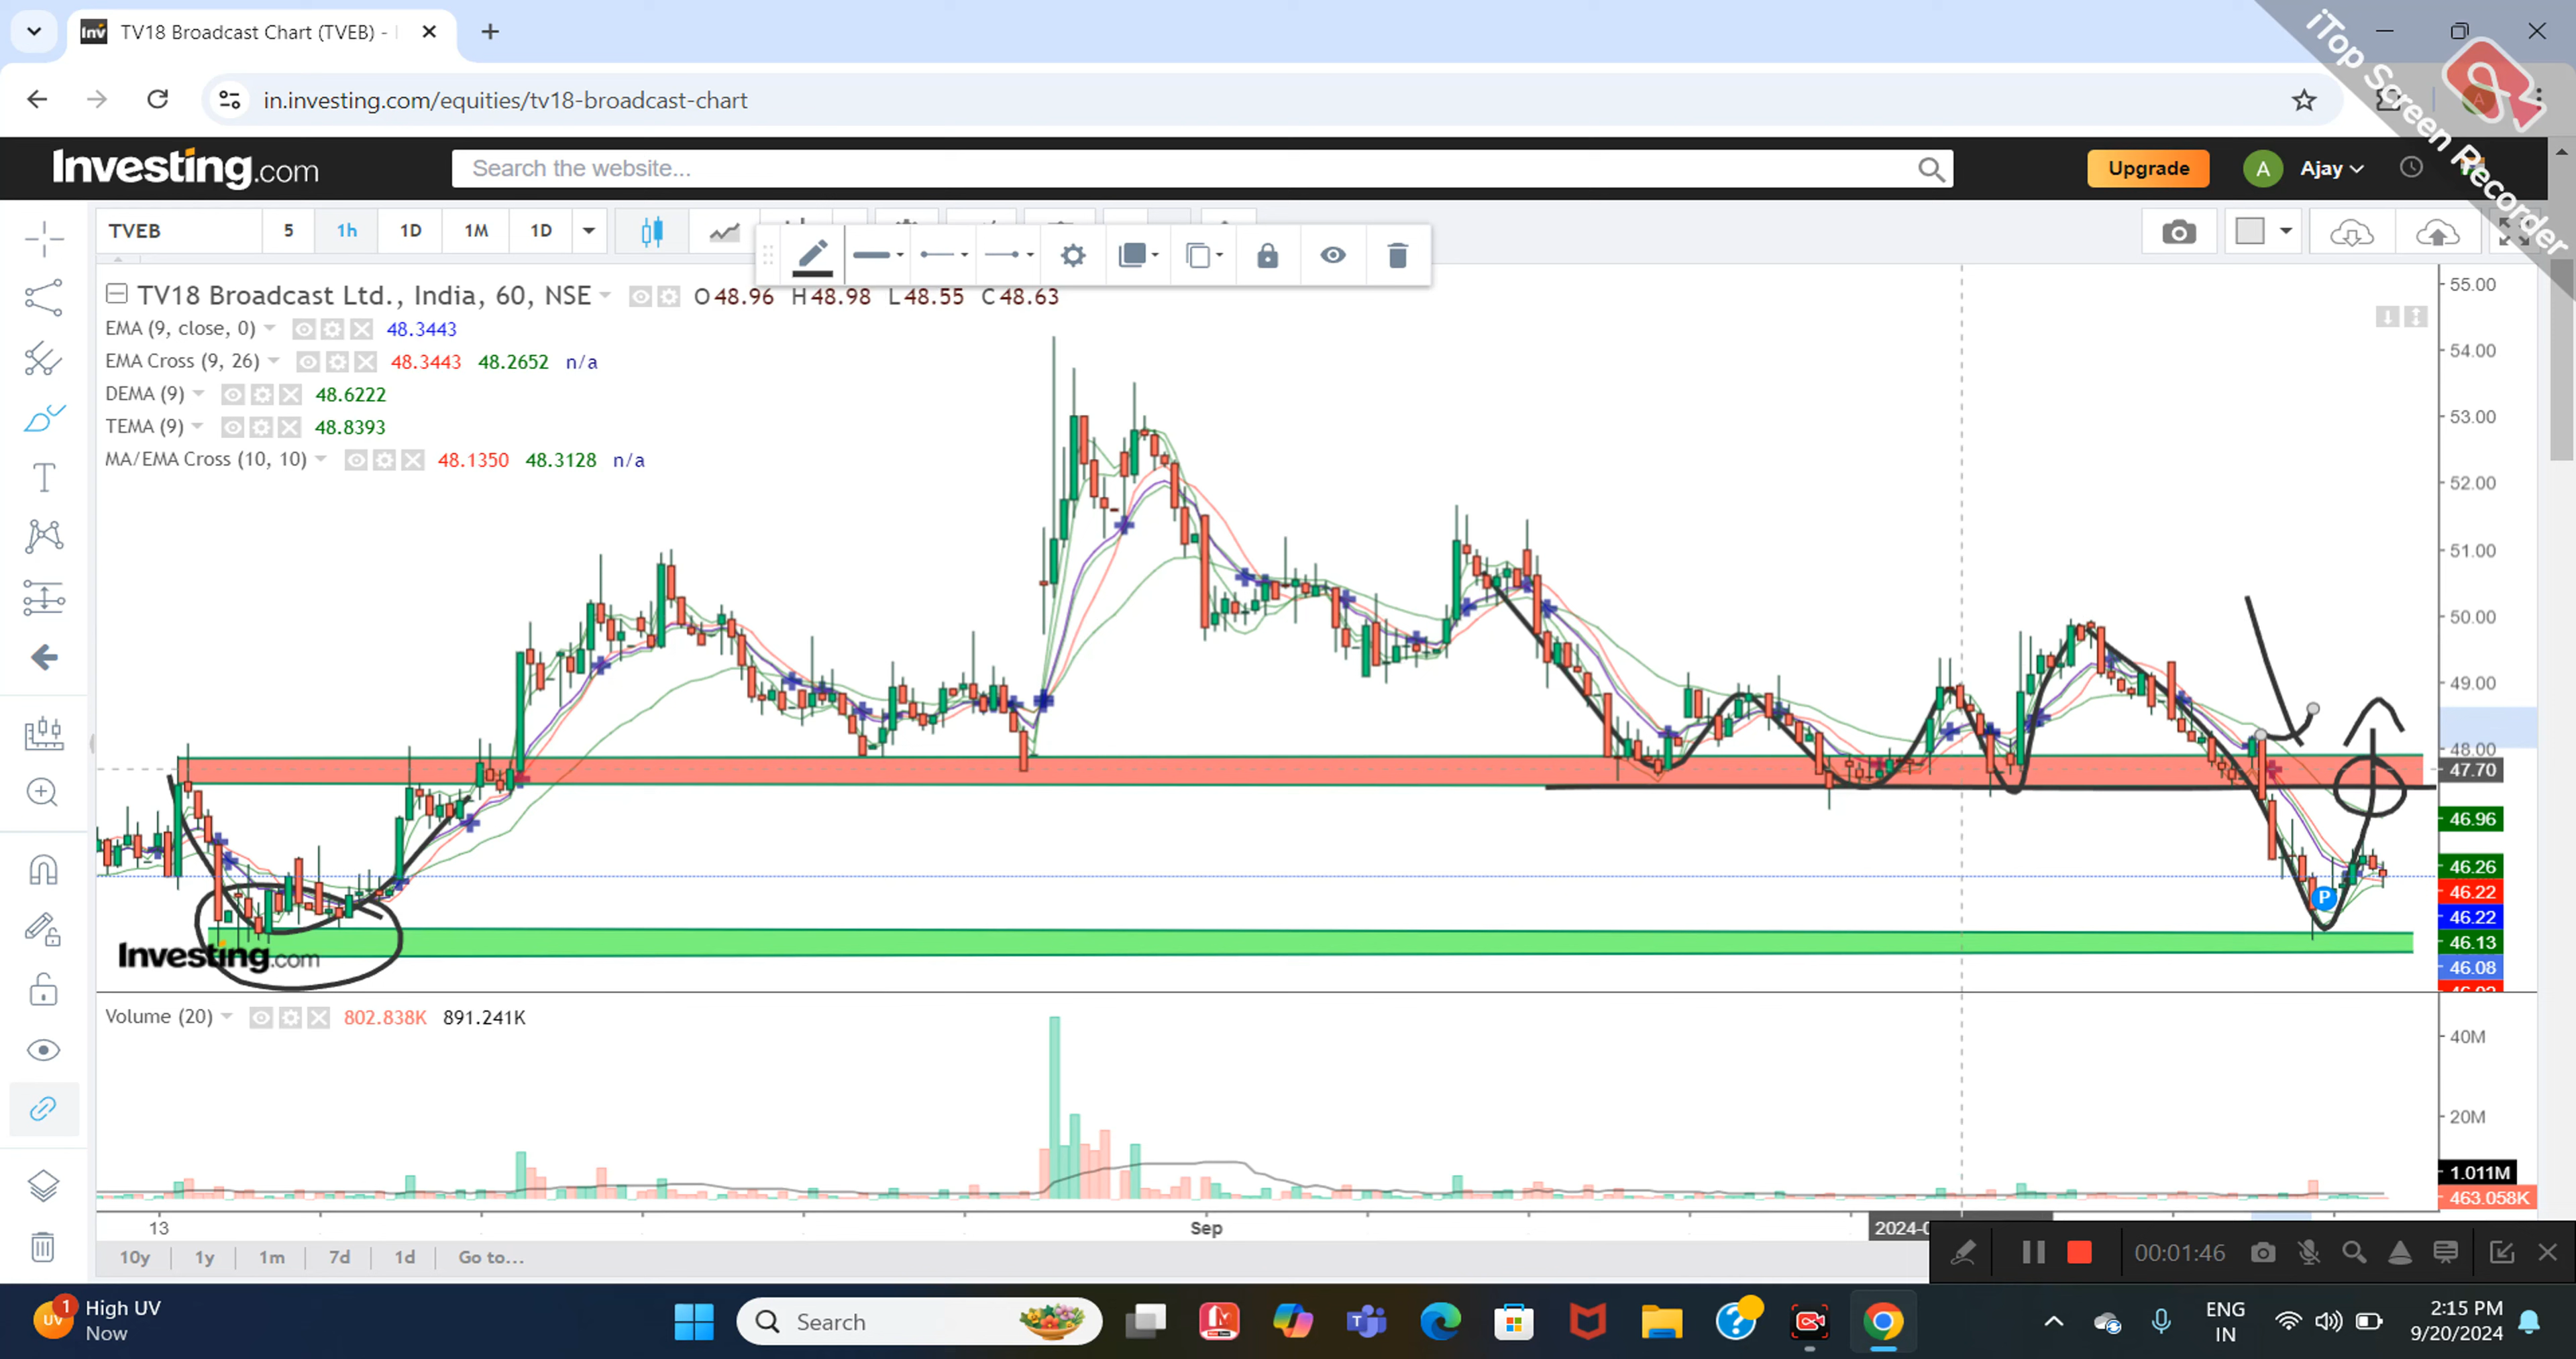 TV18 Broadcast Chart (TVEB) -
in.investing.com/equities/tv18-broadcast-chart
iTop Screen Recorder
Investing.com
Search the website...
Upgrade
A
Ajay
TVEB
5
1h
1D
1M
1D
TV18 Broadcast Ltd., India, 60, NSE
O 48.96 H 48.98 L 48.55 C 48.63
EMA (9, close, 0) 48.3443
EMA Cross (9, 26) 48.3443 48.2652 n/a
DEMA (9) 48.6222
TEMA (9) 48.8393
MA/EMA Cross (10, 10) 48.1350 48.3128 n/a
55.00
54.00
53.00
52.00
51.00
50.00
49.00
48.00
47.70
46.96
46.26
46.22
46.22
46.13
46.08
P
Investing.com
Volume (20) 802.838K 891.241K
40M
20M
1.011M
463.058K
13
Sep
10y
1y
1m
7d
1d
Go to...
00:01:46
1
UV
High UV
Now
Search
ENG
IN
2:15 PM
9/20/2024